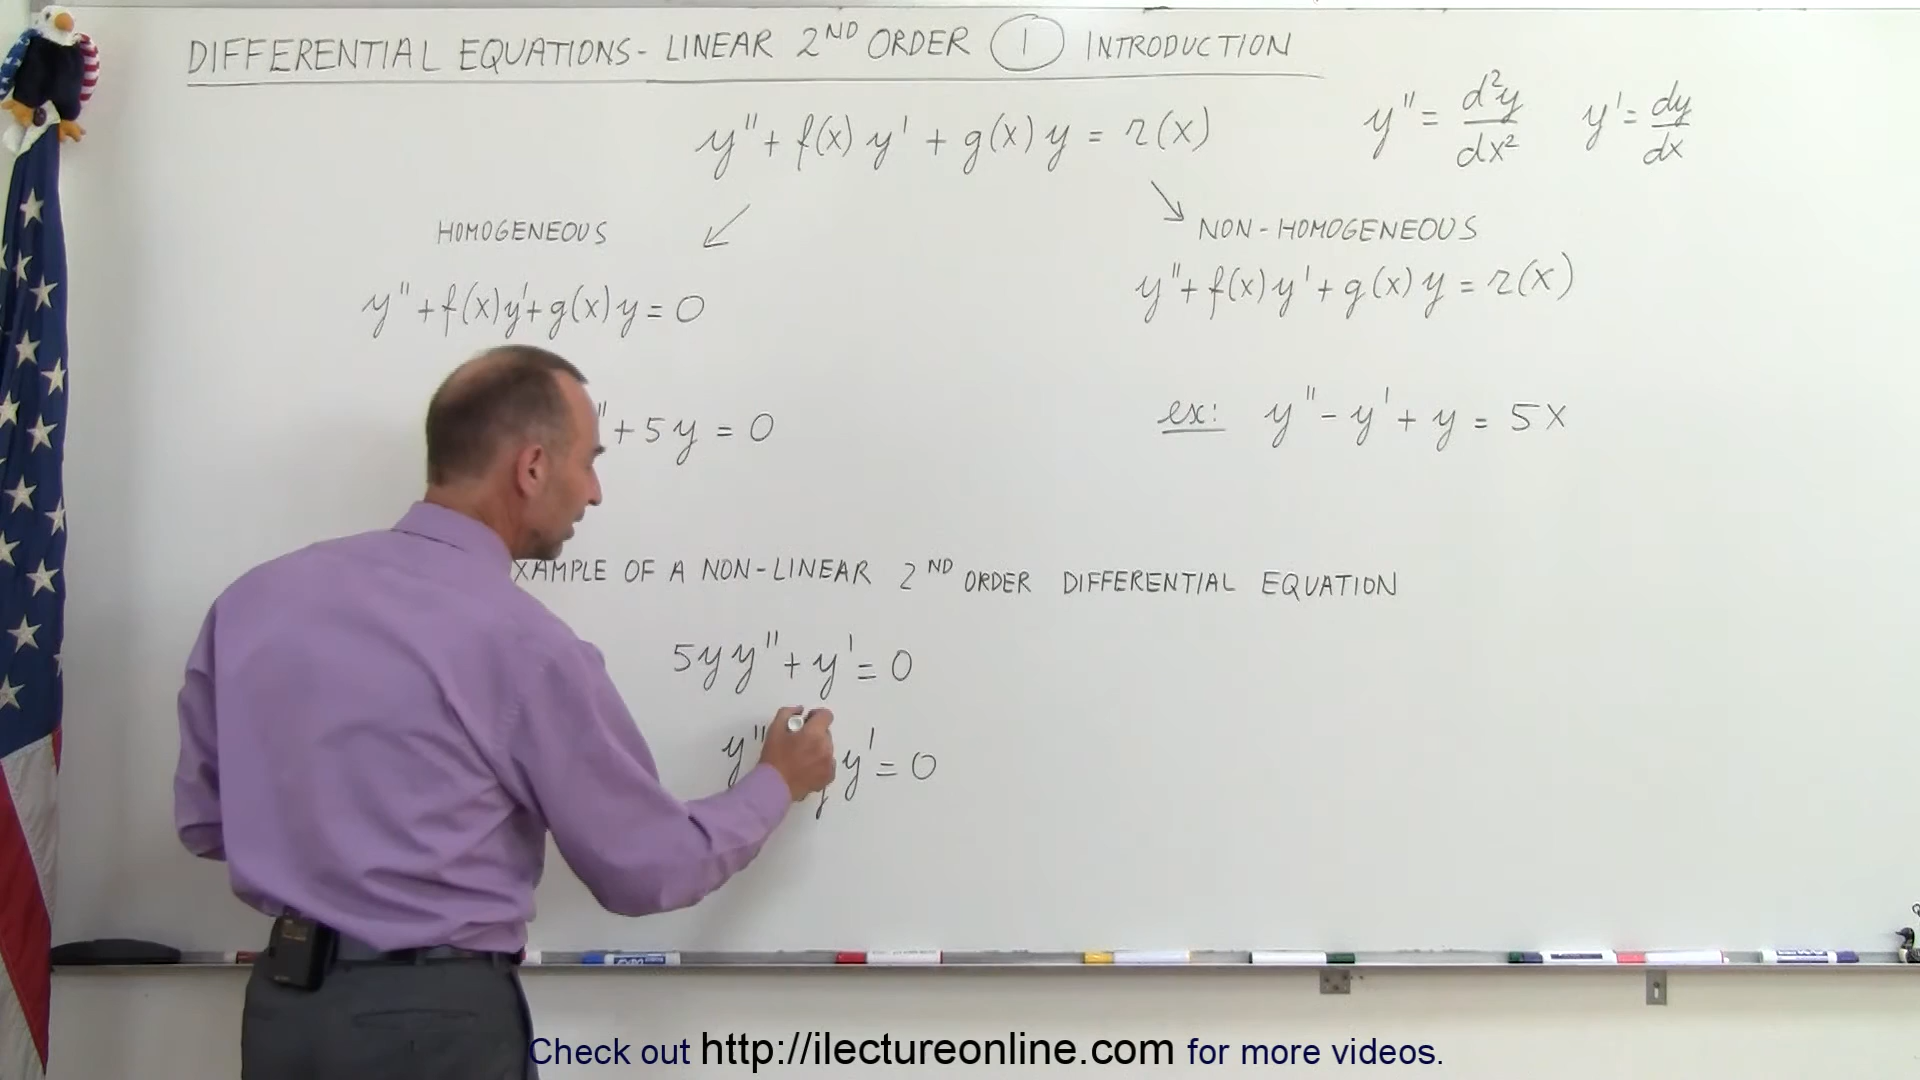 DIFFERENTIAL EQUATIONS - LINEAR 2ND ORDER 1 INTRODUCTION
y'' + f(x) y' + g(x) y = r(x)
y'' = d²y/dx² y' = dy/dx
HOMOGENEOUS
y'' + f(x)y' + g(x) y = 0
'' + 5y = 0
NON-HOMOGENEOUS
y'' + f(x) y' + g(x) y = r(x)
ex: y'' - y' + y = 5x
XAMPLE OF A NON-LINEAR 2ND ORDER DIFFERENTIAL EQUATION
5yy'' + y' = 0
y'' y' = 0
EXPO
Check out http://ilectureonline.com for more videos.